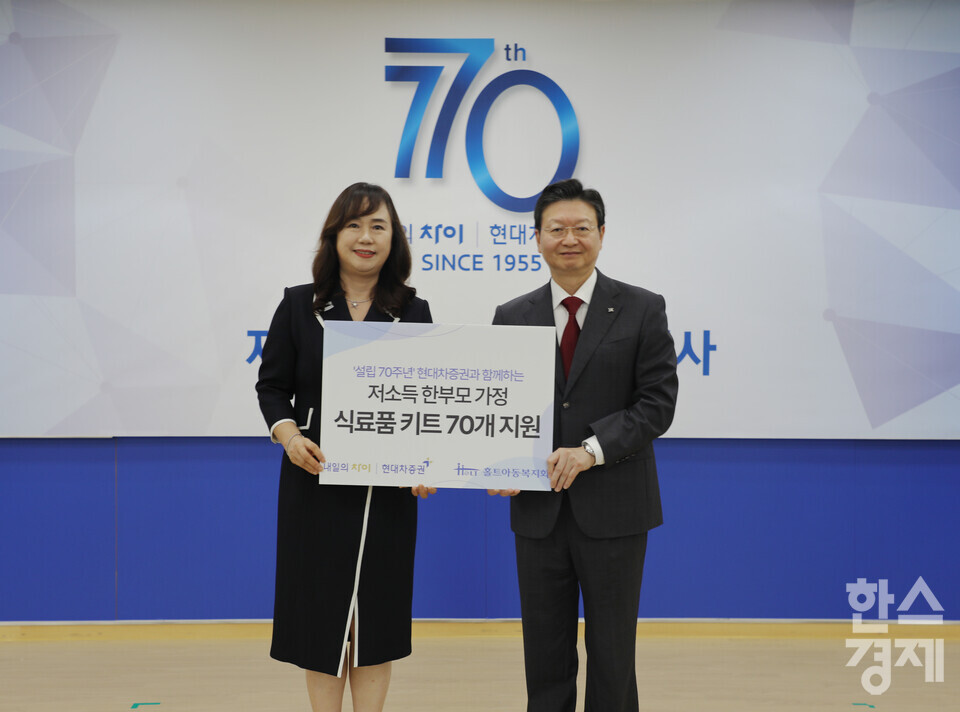 70th
의 차이 | 현대차
SINCE 1955
사
'설립 70주년' 현대차증권과 함께하는
저소득 한부모 가정
식료품 키트 70개 지원
내일의 차이 | 현대차증권
Holt 홀트아동복지회
한스
경제